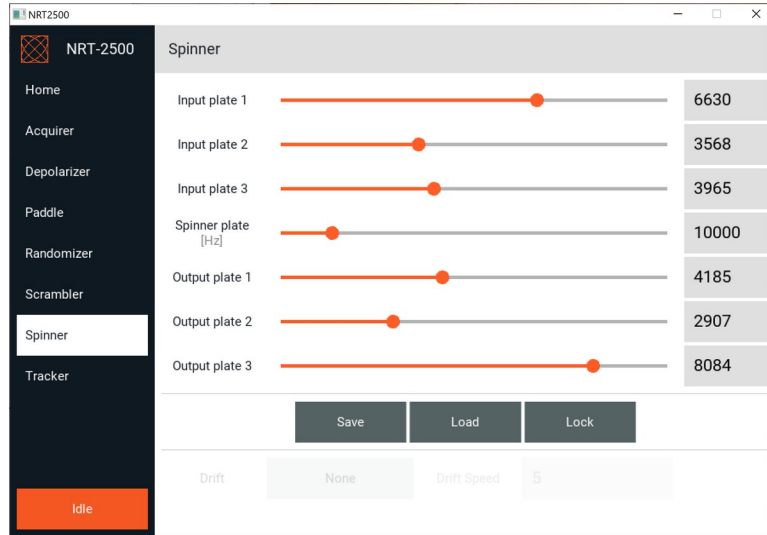 NRT2500
NRT-2500
Spinner
Home
Acquirer
Depolarizer
Paddle
Randomizer
Scrambler
Spinner
Tracker
Idle
Input plate 1 6630
Input plate 2 3568
Input plate 3 3965
Spinner plate
[Hz] 10000
Output plate 1 4185
Output plate 2 2907
Output plate 3 8084
Save Load Lock
Drift None Drift Speed 5